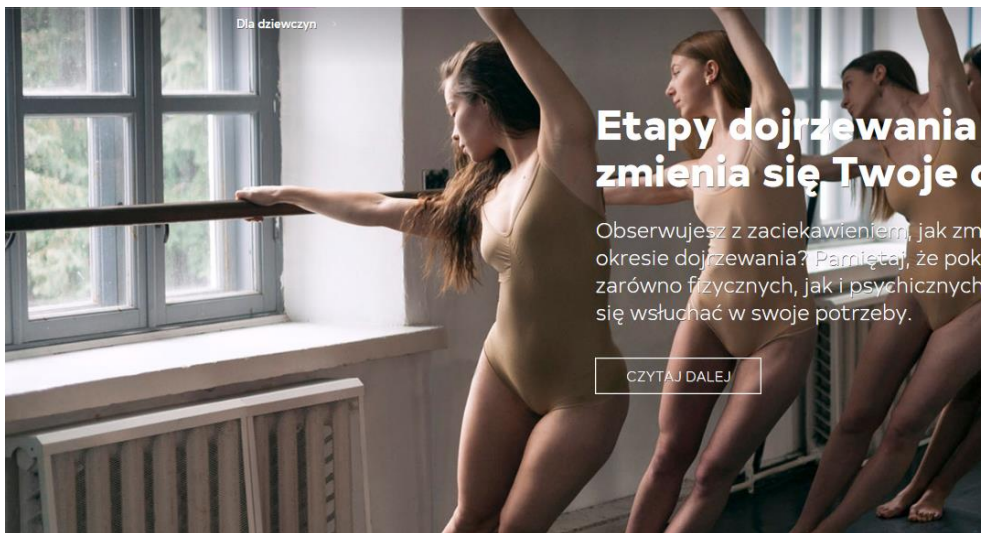 Dla dziewczyn
Etapy dojrzewania
zmienia się Twoje
Obserwujesz z zaciekawieniem, jak zm
okresie dojrzewania? Pamiętaj, że pok
zarówno fizycznych, jak i psychicznych
się wsłuchać w swoje potrzeby.
CZYTAJ DALEJ